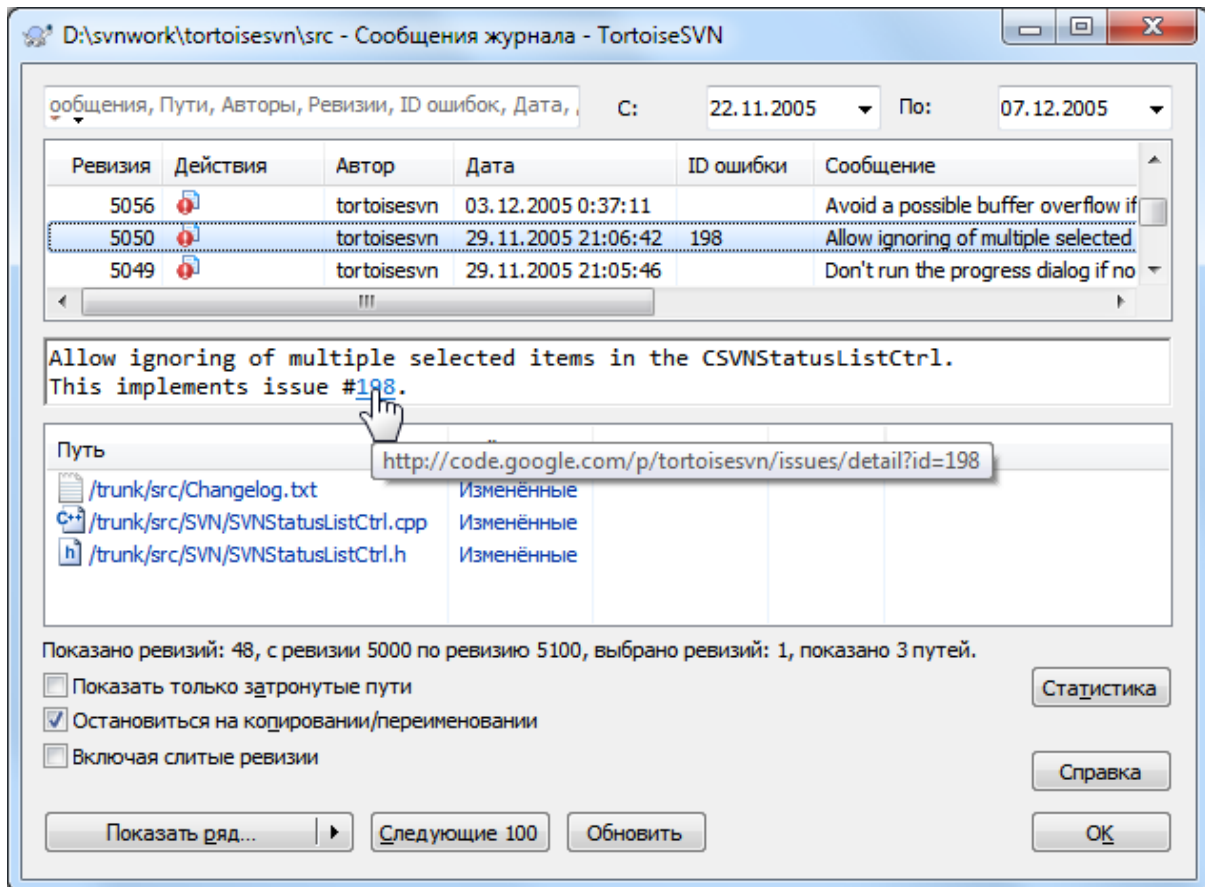 D:\svnwork\tortoisesvn\src - Сообщения журнала - TortoiseSVN
ообщения, Пути, Авторы, Ревизии, ID ошибок, Дата, С: 22.11.2005 По: 07.12.2005
Ревизия Действия Автор Дата ID ошибки Сообщение
5056 tortoisesvn 03.12.2005 0:37:11 Avoid a possible buffer overflow if
5050 tortoisesvn 29.11.2005 21:06:42 198 Allow ignoring of multiple selected
5049 tortoisesvn 29.11.2005 21:05:46 Don't run the progress dialog if no
Allow ignoring of multiple selected items in the CSVNStatusListCtrl.
This implements issue #198.
Путь
http://code.google.com/p/tortoisesvn/issues/detail?id=198
/trunk/src/Changelog.txt Изменённые
/trunk/src/SVN/SVNStatusListCtrl.cpp Изменённые
/trunk/src/SVN/SVNStatusListCtrl.h Изменённые
Показано ревизий: 48, с ревизии 5000 по ревизию 5100, выбрано ревизий: 1, показано 3 путей.
Показать только затронутые пути
Статистика
Остановиться на копировании/переименовании
Включая слитые ревизии
Справка
Показать ряд... Следующие 100 Обновить OK